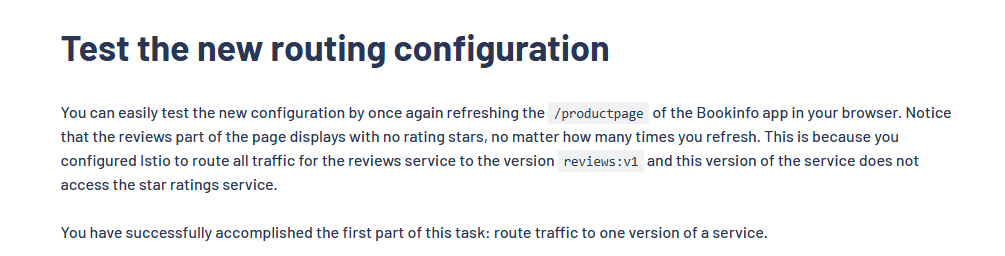 Test the new routing configuration
You can easily test the new configuration by once again refreshing the /productpage of the Bookinfo app in your browser. Notice
that the reviews part of the page displays with no rating stars, no matter how many times you refresh. This is because you
configured Istio to route all traffic for the reviews service to the version reviews:v1 and this version of the service does not
access the star ratings service.
You have successfully accomplished the first part of this task: route traffic to one version of a service.